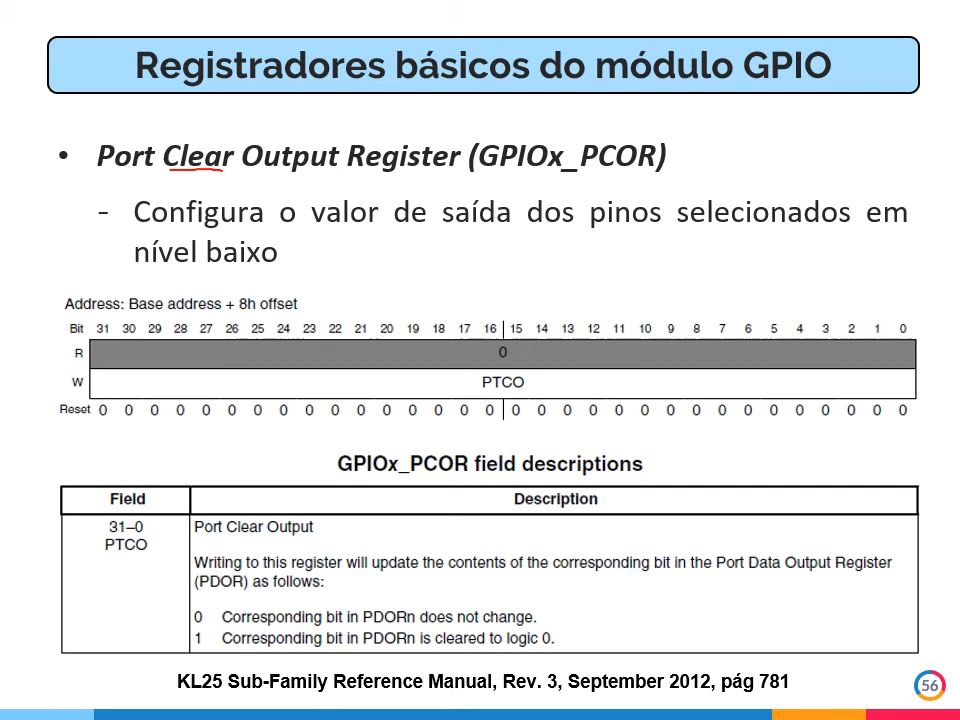 Registradores básicos do módulo GPIO
• Port Clear Output Register (GPIOx_PCOR)
- Configura o valor de saída dos pinos selecionados em
nível baixo
Address: Base address + 8h offset
Bit 31 30 29 28 27 26 25 24 23 22 21 20 19 18 17 16 15 14 13 12 11 10 9 8 7 6 5 4 3 2 1 0
R 0
W PTCO
Reset 0 0 0 0 0 0 0 0 0 0 0 0 0 0 0 0 0 0 0 0 0 0 0 0 0 0 0 0 0 0 0 0
GPIOx_PCOR field descriptions
Field Description
31–0 Port Clear Output
PTCO
Writing to this register will update the contents of the corresponding bit in the Port Data Output Register
(PDOR) as follows:
0 Corresponding bit in PDORn does not change.
1 Corresponding bit in PDORn is cleared to logic 0.
KL25 Sub-Family Reference Manual, Rev. 3, September 2012, pág 781
56